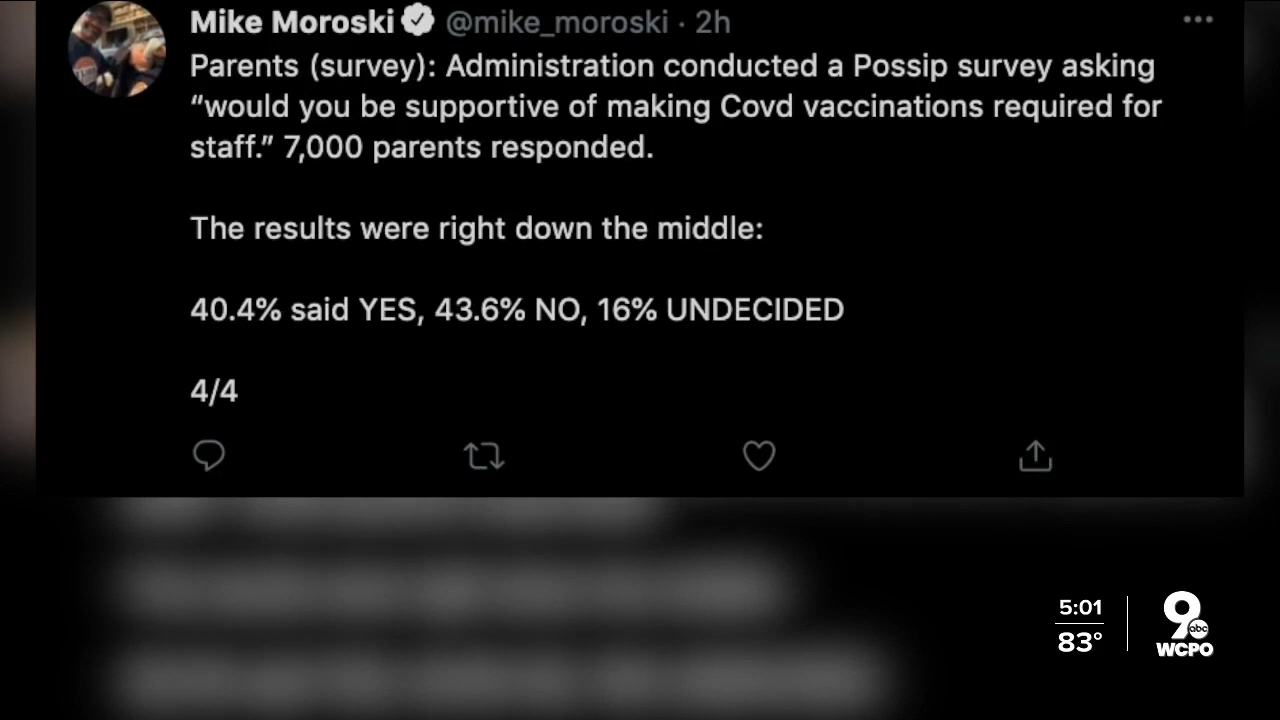 Mike Moroski @mike_moroski · 2h
Parents (survey): Administration conducted a Possip survey asking
“would you be supportive of making Covd vaccinations required for
staff.” 7,000 parents responded.
The results were right down the middle:
40.4% said YES, 43.6% NO, 16% UNDECIDED
4/4
5:01
83°
9
abc
WCPO